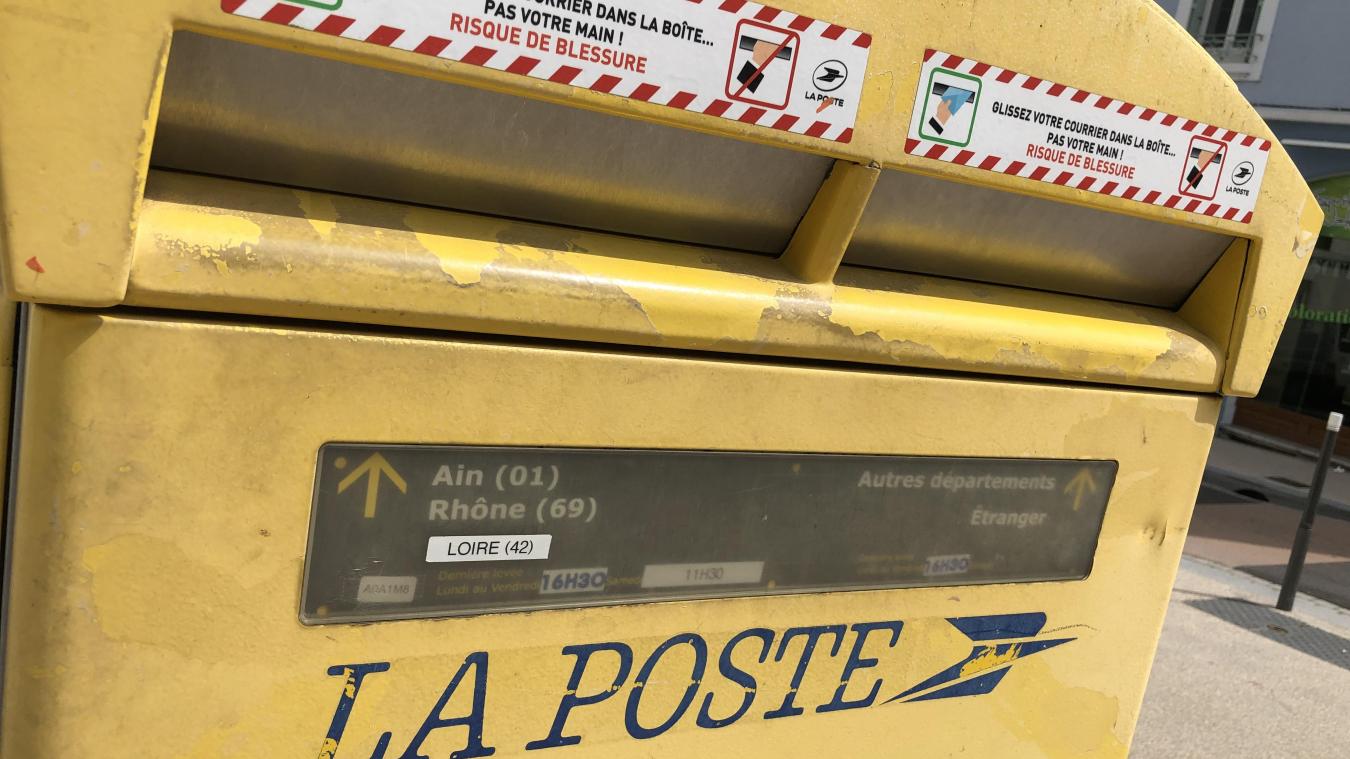 COURRIER DANS LA BOÎTE...
PAS VOTRE MAIN !
RISQUE DE BLESSURE
LA POSTE
GLISSEZ VOTRE COURRIER DANS LA BOÎTE...
PAS VOTRE MAIN !
RISQUE DE BLESSURE
LA POSTE
Ain (01)
Rhône (69)
LOIRE (42)
A0A1M8
Dernière levée
Lundi au Vendredi 16H30 Samedi 11H30
Autres départements
Étranger
16H30
LA POSTE